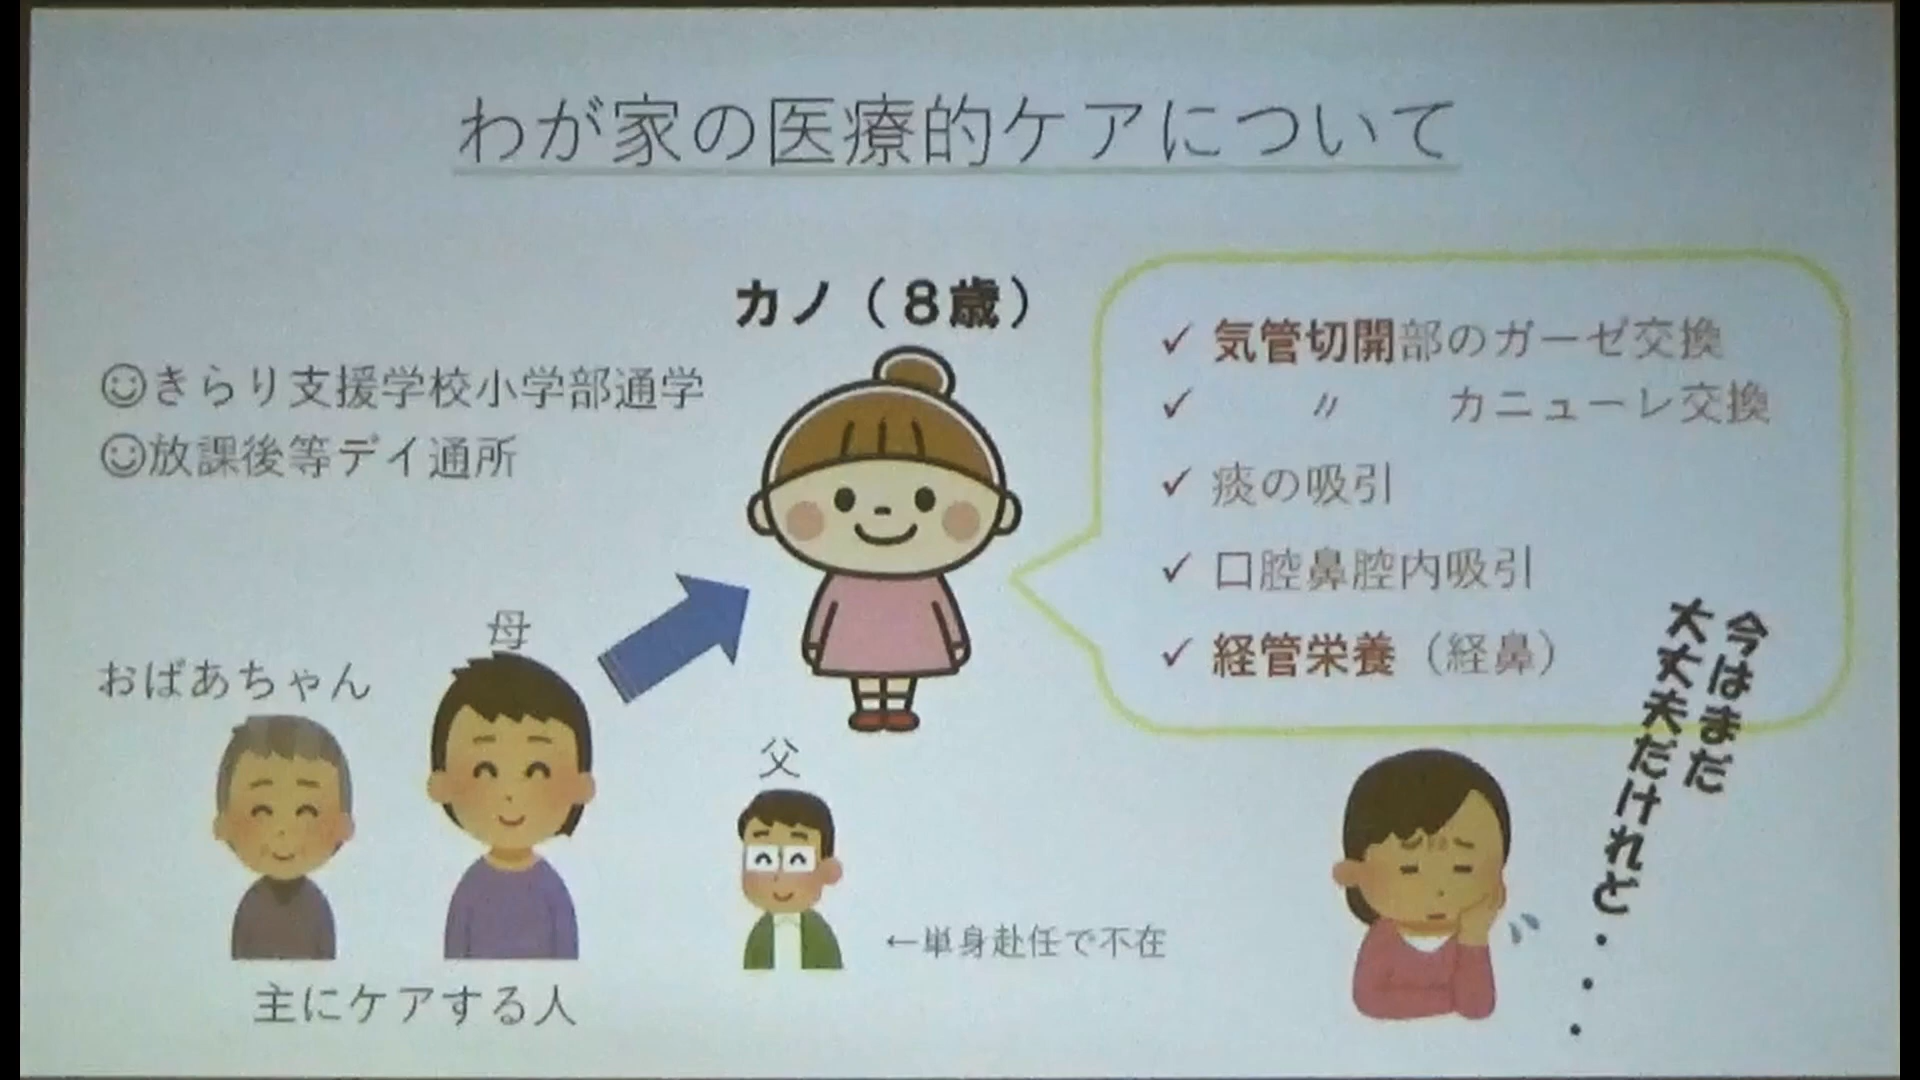 わが家の医療的ケアについて
カノ（８歳）
☺きらり支援学校小学部通学
☺放課後等デイ通所
✓ 気管切開部のガーゼ交換
✓ 〃 カニューレ交換
✓ 痰の吸引
✓ 口腔鼻腔内吸引
✓ 経管栄養（経鼻）
おばあちゃん
母
父
←単身赴任で不在
主にケアする人
今はまだ
大丈夫だけれど・・・